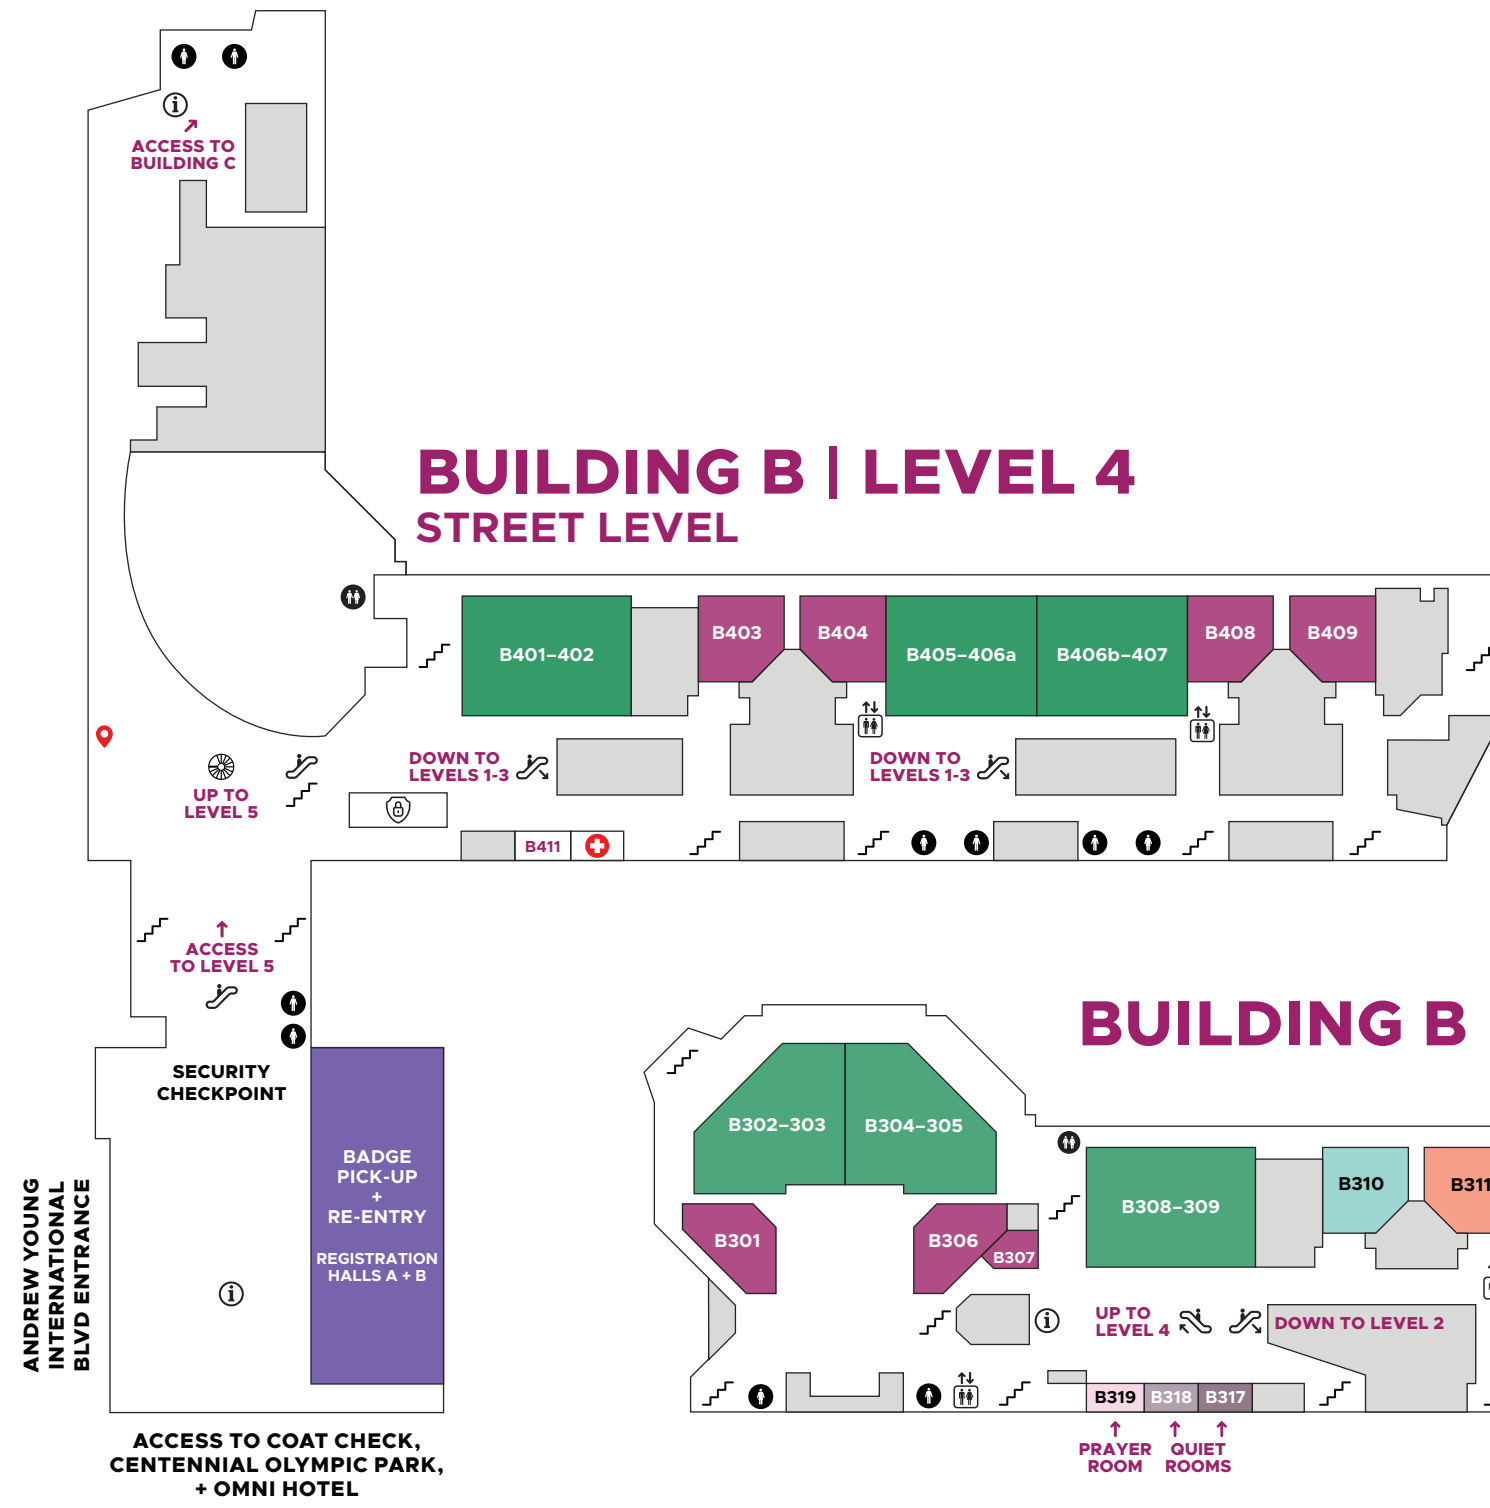 ACCESS TO
BUILDING C
BUILDING B | LEVEL 4
STREET LEVEL
B401–402
B403
B404
B405–406a
B406b–407
B408
B409
DOWN TO
LEVELS 1-3
DOWN TO
LEVELS 1-3
UP TO
LEVEL 5
B411
ACCESS
TO LEVEL 5
SECURITY
CHECKPOINT
BADGE
PICK-UP
+
RE-ENTRY
REGISTRATION
HALLS A + B
ANDREW YOUNG
INTERNATIONAL
BLVD ENTRANCE
ACCESS TO COAT CHECK,
CENTENNIAL OLYMPIC PARK,
+ OMNI HOTEL
BUILDING B
B302–303
B304–305
B301
B306
B307
B308–309
B310
B311
UP TO
LEVEL 4
DOWN TO LEVEL 2
B319
B318
B317
PRAYER
ROOM
QUIET
ROOMS